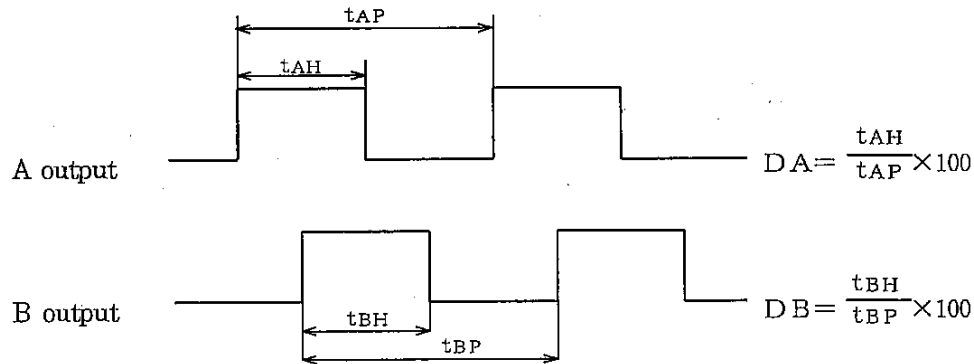 tAP
tAH
A output
DA= tAH/tAP ×100
B output
DB= tBH/tBP ×100
tBH
tBP